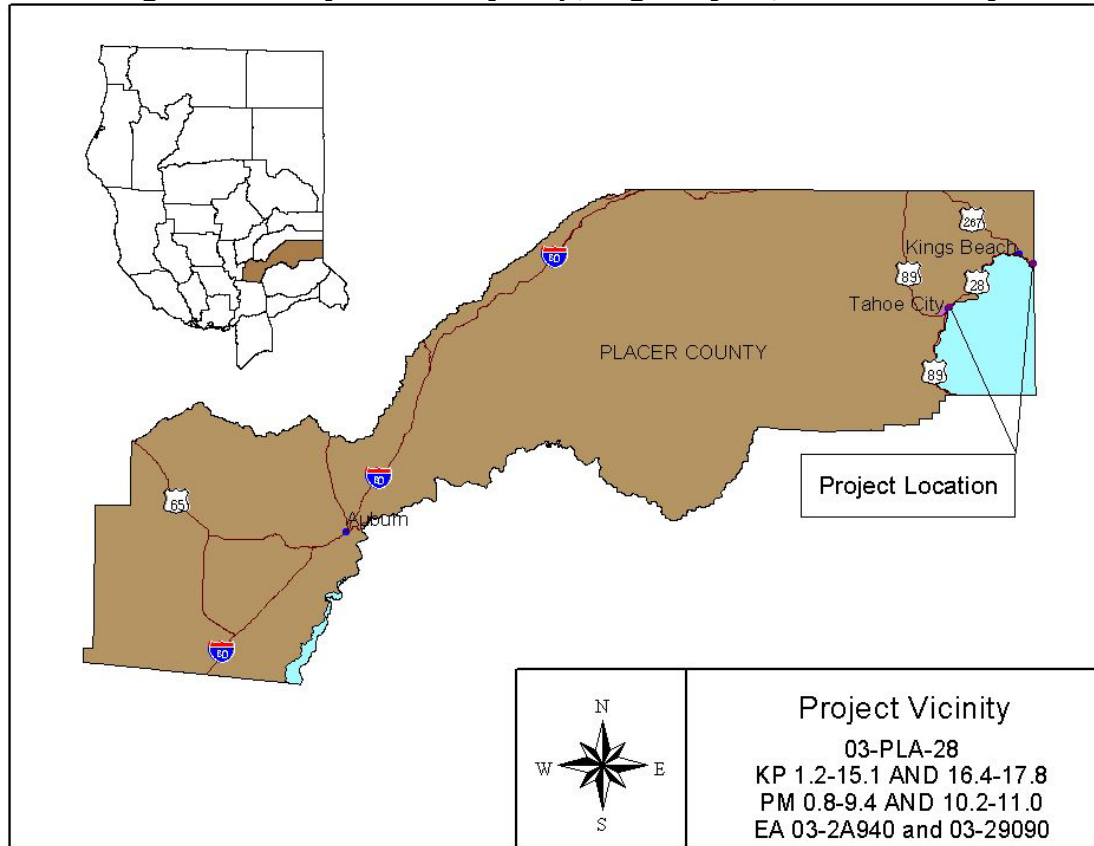 267
Kings Beach
80
89
28
Tahoe City
PLACER COUNTY
89
Project Location
80
65
Auburn
80
N
W E
S
Project Vicinity
03-PLA-28
KP 1.2-15.1 AND 16.4-17.8
PM 0.8-9.4 AND 10.2-11.0
EA 03-2A940 and 03-29090